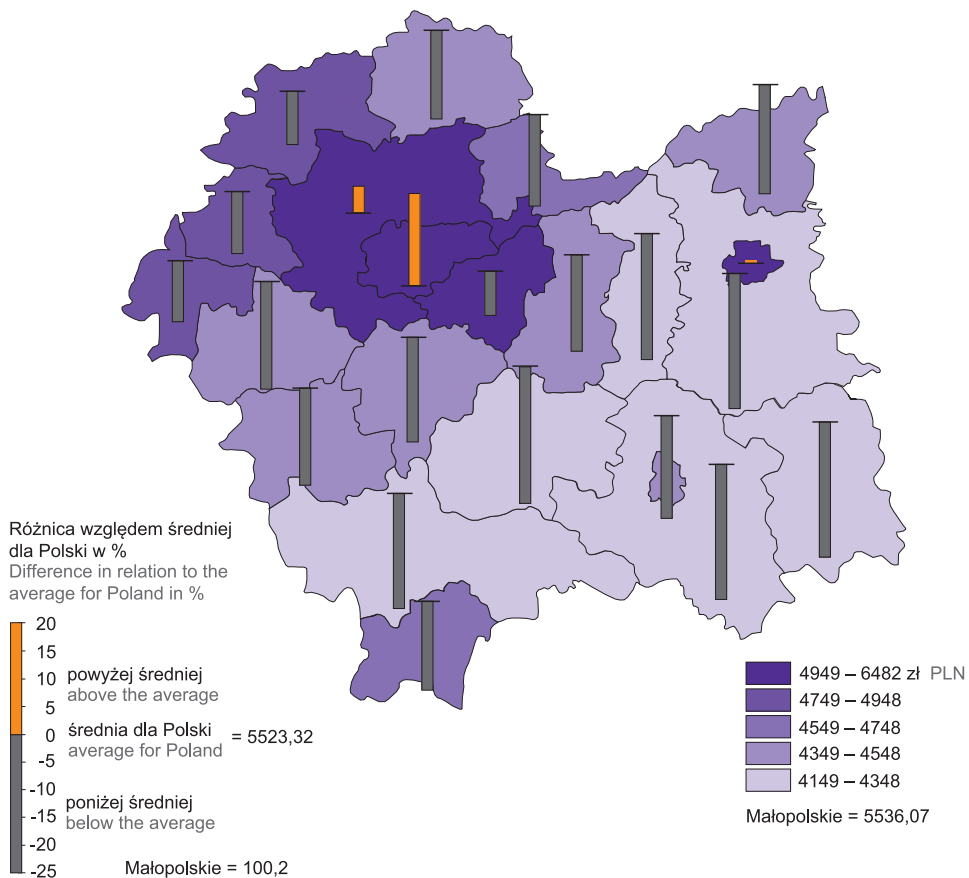 Różnica względem średniej
dla Polski w %
Difference in relation to the
average for Poland in %
20
15
10
5
0
-5
-10
-15
-20
-25
powyżej średniej
above the average
średnia dla Polski
average for Poland
= 5523,32
poniżej średniej
below the average
Małopolskie = 100,2
4949 – 6482 zł PLN
4749 – 4948
4549 – 4748
4349 – 4548
4149 – 4348
Małopolskie = 5536,07